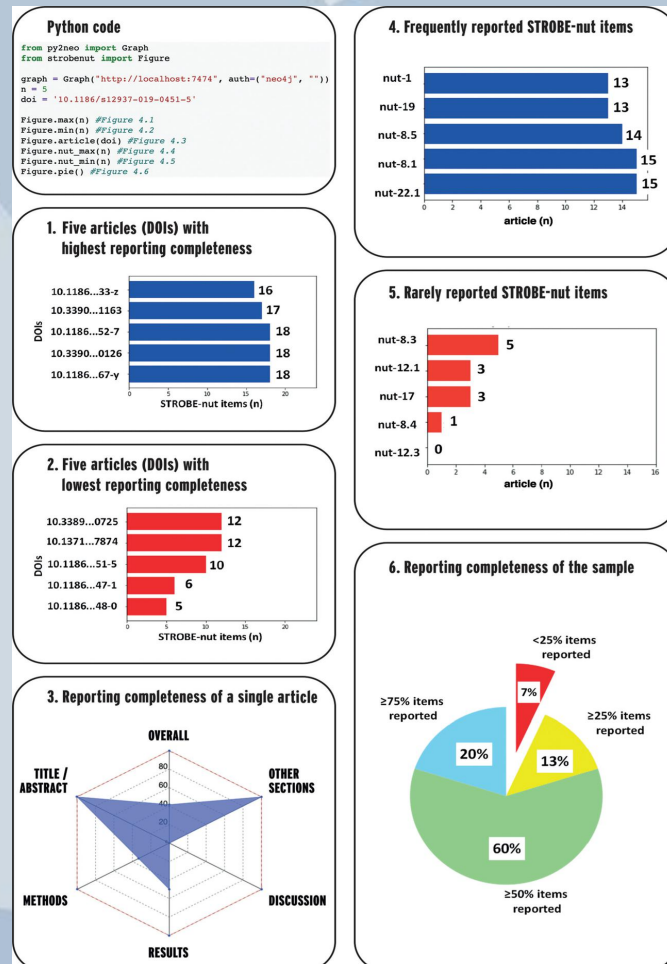 Python code
from py2neo import Graph
from strobenut import Figure
graph = Graph("http://localhost:7474", auth=("neo4j", ""))
n = 5
doi = '10.1186/s12937-019-0451-5'
Figure.max(n) #Figure 4.1
Figure.min(n) #Figure 4.2
Figure.article(doi) #Figure 4.3
Figure.nut_max(n) #Figure 4.4
Figure.nut_min(n) #Figure 4.5
Figure.pie() #Figure 4.6
1. Five articles (DOIs) with
highest reporting completeness
DOIs
10.1186...33-z 16
10.3390...1163 17
10.1186...52-7 18
10.3390...0126 18
10.1186...67-y 18
0 5 10 15 20
STROBE-nut items (n)
2. Five articles (DOIs) with
lowest reporting completeness
DOIs
10.3389...0725 12
10.1371...7874 12
10.1186...51-5 10
10.1186...47-1 6
10.1186...48-0 5
0 5 10 15 20
STROBE-nut items (n)
3. Reporting completeness of a single article
OVERALL
80
60
40
20
TITLE /
ABSTRACT
OTHER
SECTIONS
METHODS
DISCUSSION
RESULTS
4. Frequently reported STROBE-nut items
nut-1 13
nut-19 13
nut-8.5 14
nut-8.1 15
nut-22.1 15
0 2 4 6 8 10 12 14
article (n)
5. Rarely reported STROBE-nut items
nut-8.3 5
nut-12.1 3
nut-17 3
nut-8.4 1
nut-12.3 0
0 2 4 6 8 10 12 14 16
article (n)
6. Reporting completeness of the sample
<25% items
reported
7%
≥75% items
reported
20%
≥25% items
reported
13%
60%
≥50% items
reported